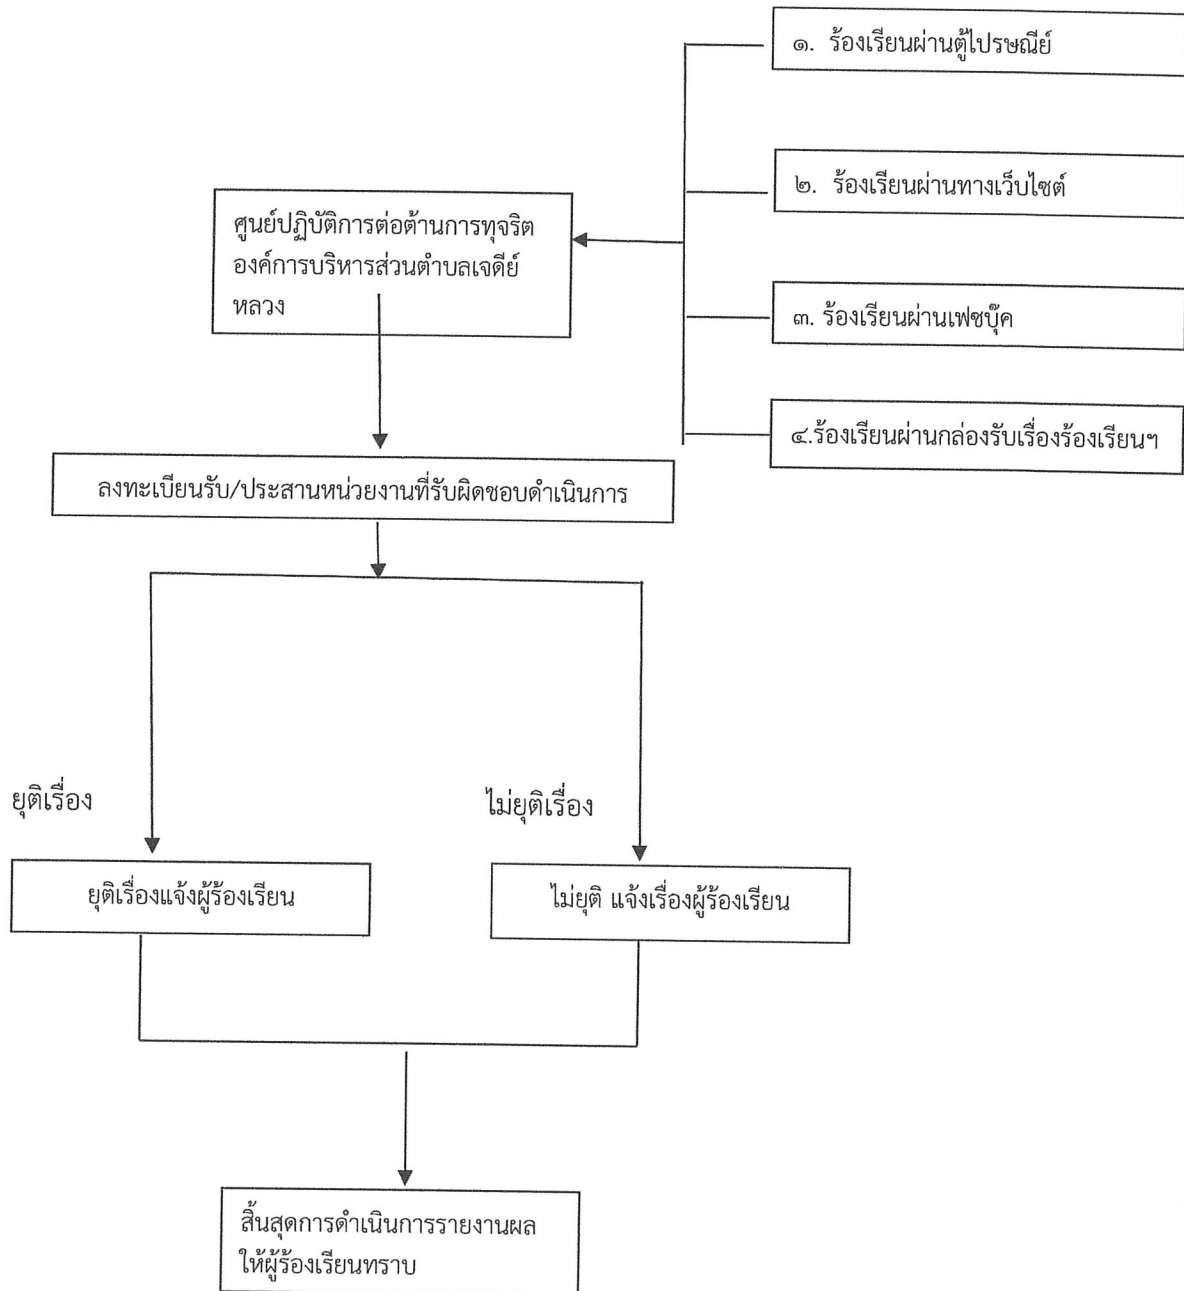 ๑. ร้องเรียนผ่านตู้ไปรษณีย์
๒. ร้องเรียนผ่านทางเว็บไซต์
ศูนย์ปฏิบัติการต่อต้านการทุจริต
องค์การบริหารส่วนตำบลเจดีย์
หลวง
๓. ร้องเรียนผ่านเฟซบุ๊ค
๔.ร้องเรียนผ่านกล่องรับเรื่องร้องเรียนฯ
ลงทะเบียนรับ/ประสานหน่วยงานที่รับผิดชอบดำเนินการ
ยุติเรื่อง
ไม่ยุติเรื่อง
ยุติเรื่องแจ้งผู้ร้องเรียน
ไม่ยุติ แจ้งเรื่องผู้ร้องเรียน
สิ้นสุดการดำเนินการรายงานผล
ให้ผู้ร้องเรียนทราบ